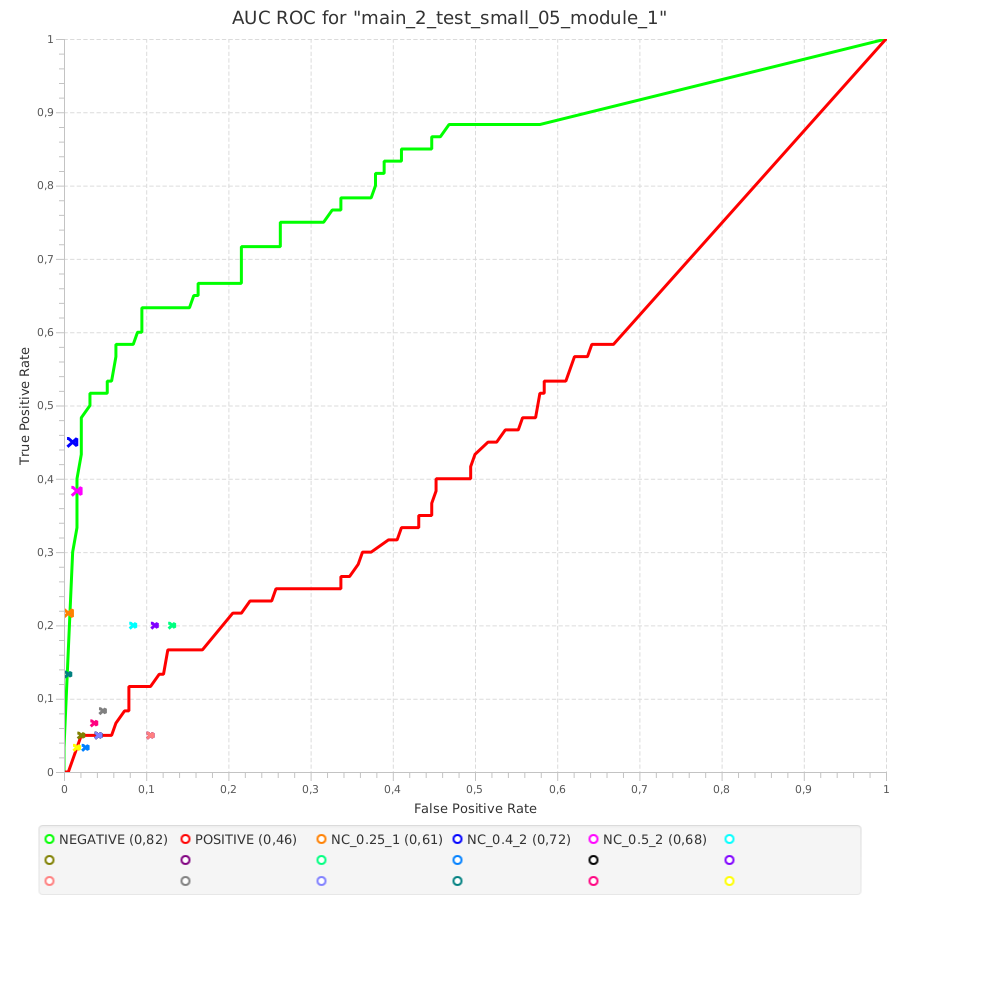 AUC ROC for "main_2_test_small_05_module_1"
1
0,9
0,8
0,7
0,6
0,5
0,4
0,3
0,2
0,1
0
True Positive Rate
0 0,1 0,2 0,3 0,4 0,5 0,6 0,7 0,8 0,9 1
False Positive Rate
NEGATIVE (0,82) POSITIVE (0,46) NC_0.25_1 (0,61) NC_0.4_2 (0,72) NC_0.5_2 (0,68)